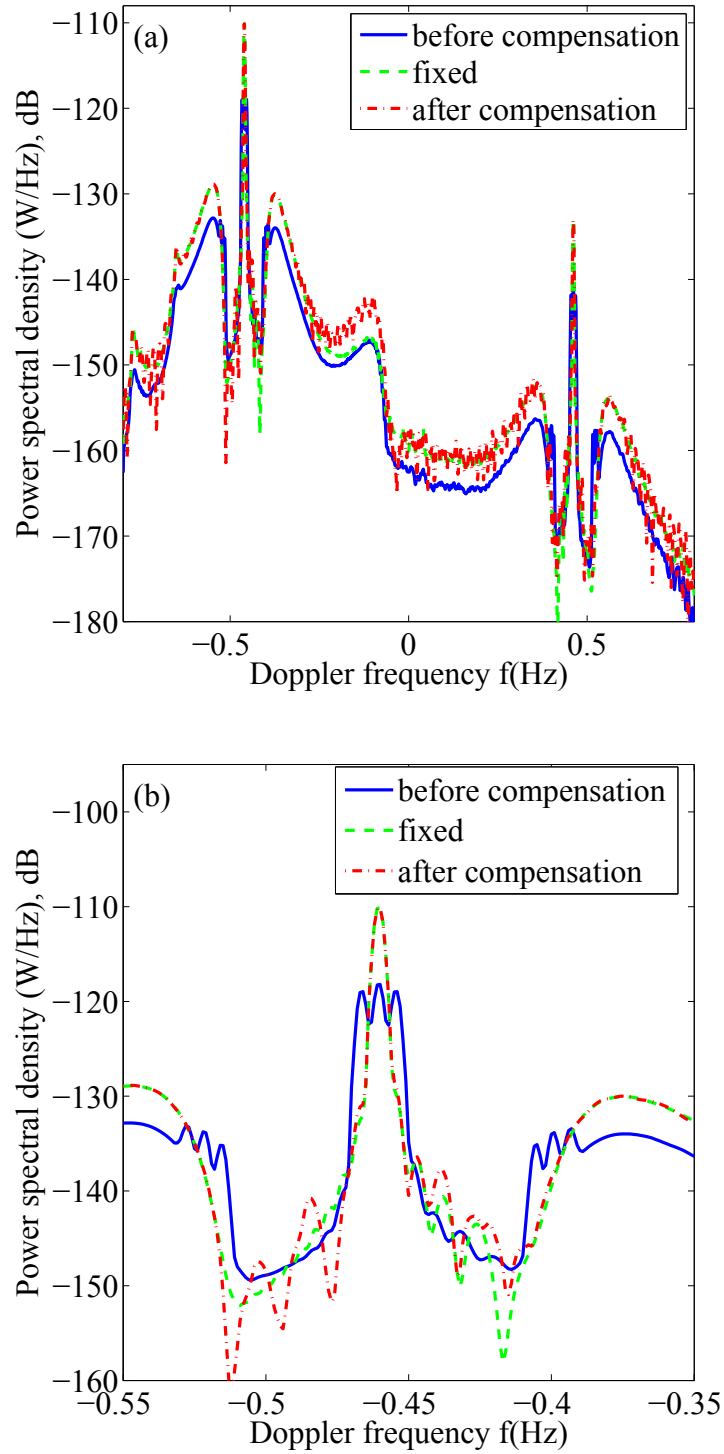 (a)
before compensation
fixed
after compensation
Power spectral density (W/Hz), dB
−110
−120
−130
−140
−150
−160
−170
−180
−0.5
0
0.5
Doppler frequency f(Hz)
(b)
before compensation
fixed
after compensation
Power spectral density (W/Hz), dB
−100
−110
−120
−130
−140
−150
−160
−0.55
−0.5
−0.45
−0.4
−0.35
Doppler frequency f(Hz)